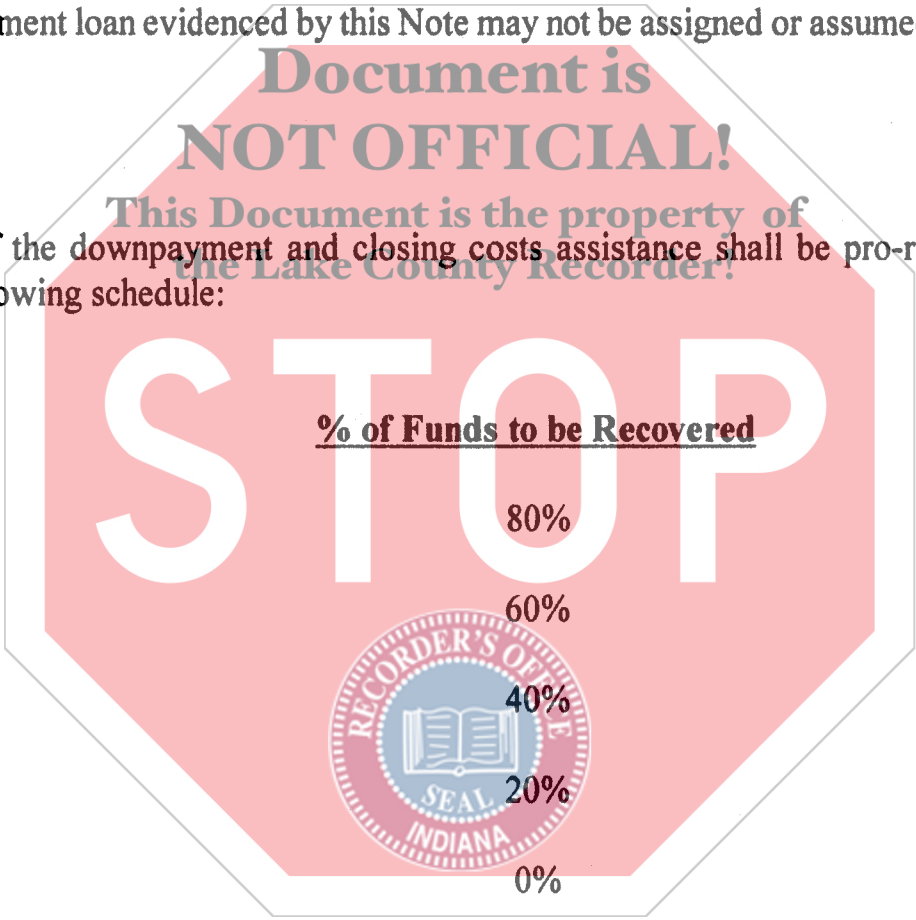 ment loan evidenced by this Note may not be assigned or assume
Document is
NOT OFFICIAL!
This Document is the property of
the Lake County Recorder!
the downpayment and closing costs assistance shall be pro-r
owing schedule:
STOP
% of Funds to be Recovered
80%
60%
40%
20%
0%
RECORDER'S OFFICE
SEAL
INDIANA